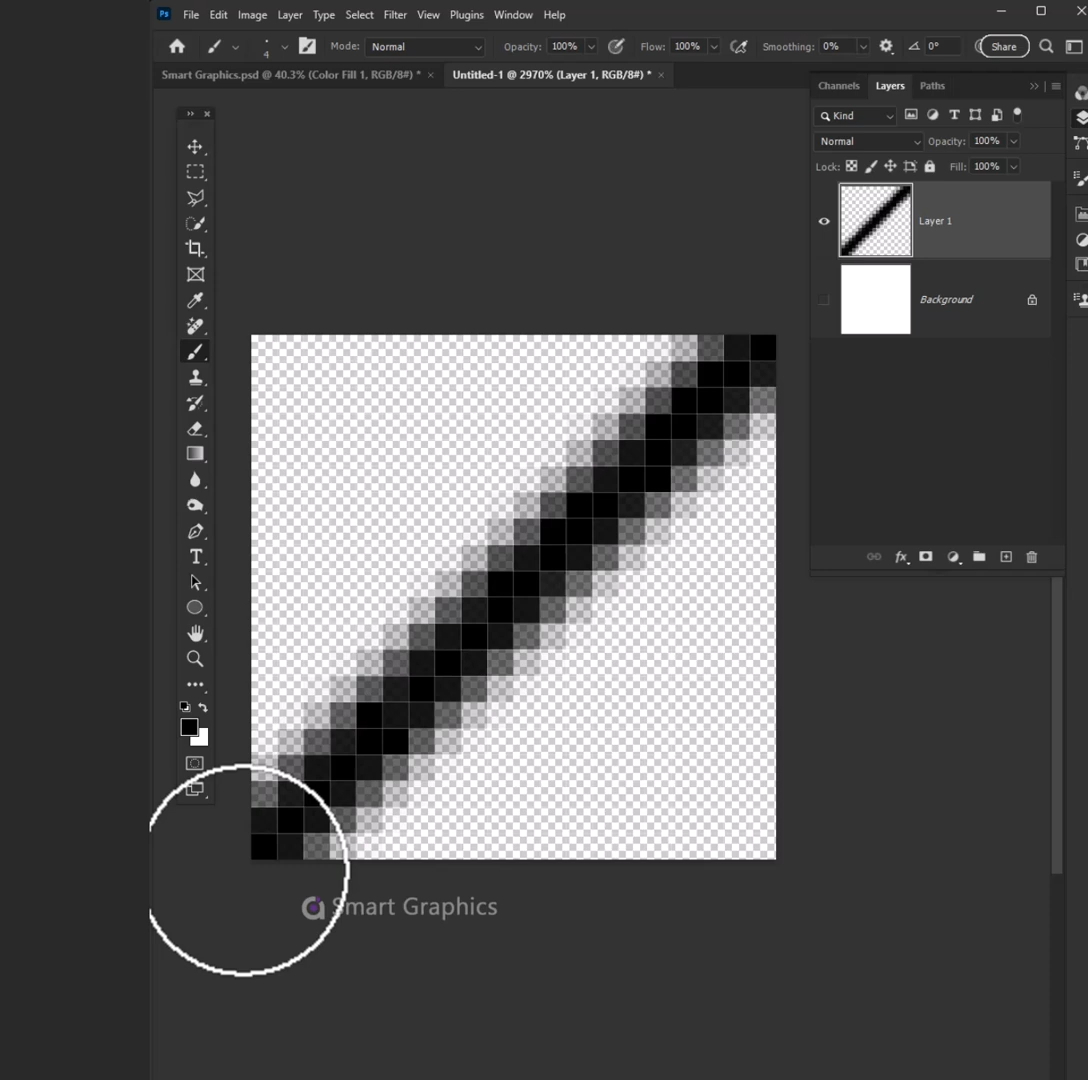 Ps File Edit Image Layer Type Select Filter View Plugins Window Help
4 Mode: Normal Opacity: 100% Flow: 100% Smoothing: 0% 0° Share
Smart Graphics.psd @ 40.3% (Color Fill 1, RGB/8#) * × Untitled-1 @ 2970% (Layer 1, RGB/8#) * ×
Channels Layers Paths
Kind
Normal Opacity: 100%
Lock: Fill: 100%
Layer 1
Background
Smart Graphics